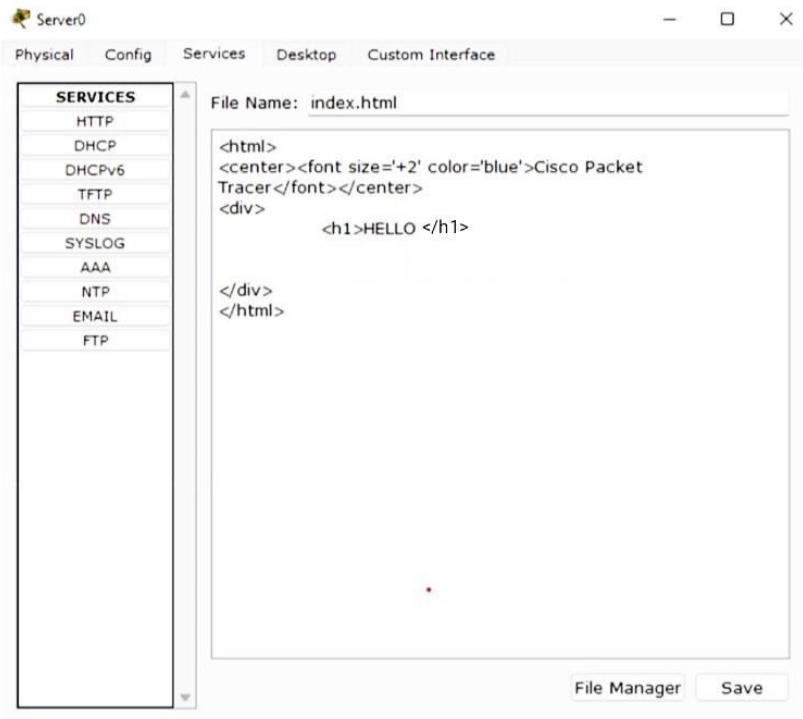 Server0
Physical Config Services Desktop Custom Interface
SERVICES
HTTP
DHCP
DHCPv6
TFTP
DNS
SYSLOG
AAA
NTP
EMAIL
FTP
File Name: index.html
<html>
<center><font size='+2' color='blue'>Cisco Packet
Tracer</font></center>
<div>
<h1>HELLO </h1>
</div>
</html>
File Manager Save